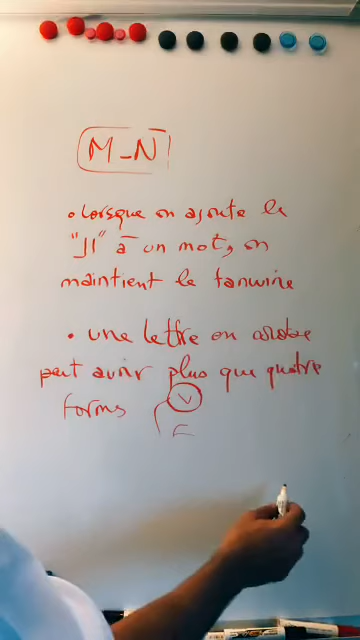 M_N
• Lorsque on ajoute le
"ال" à un mot, on
maintient le tanwine
• une lettre en arabe
peut avoir plus que quatre
forms
V
F